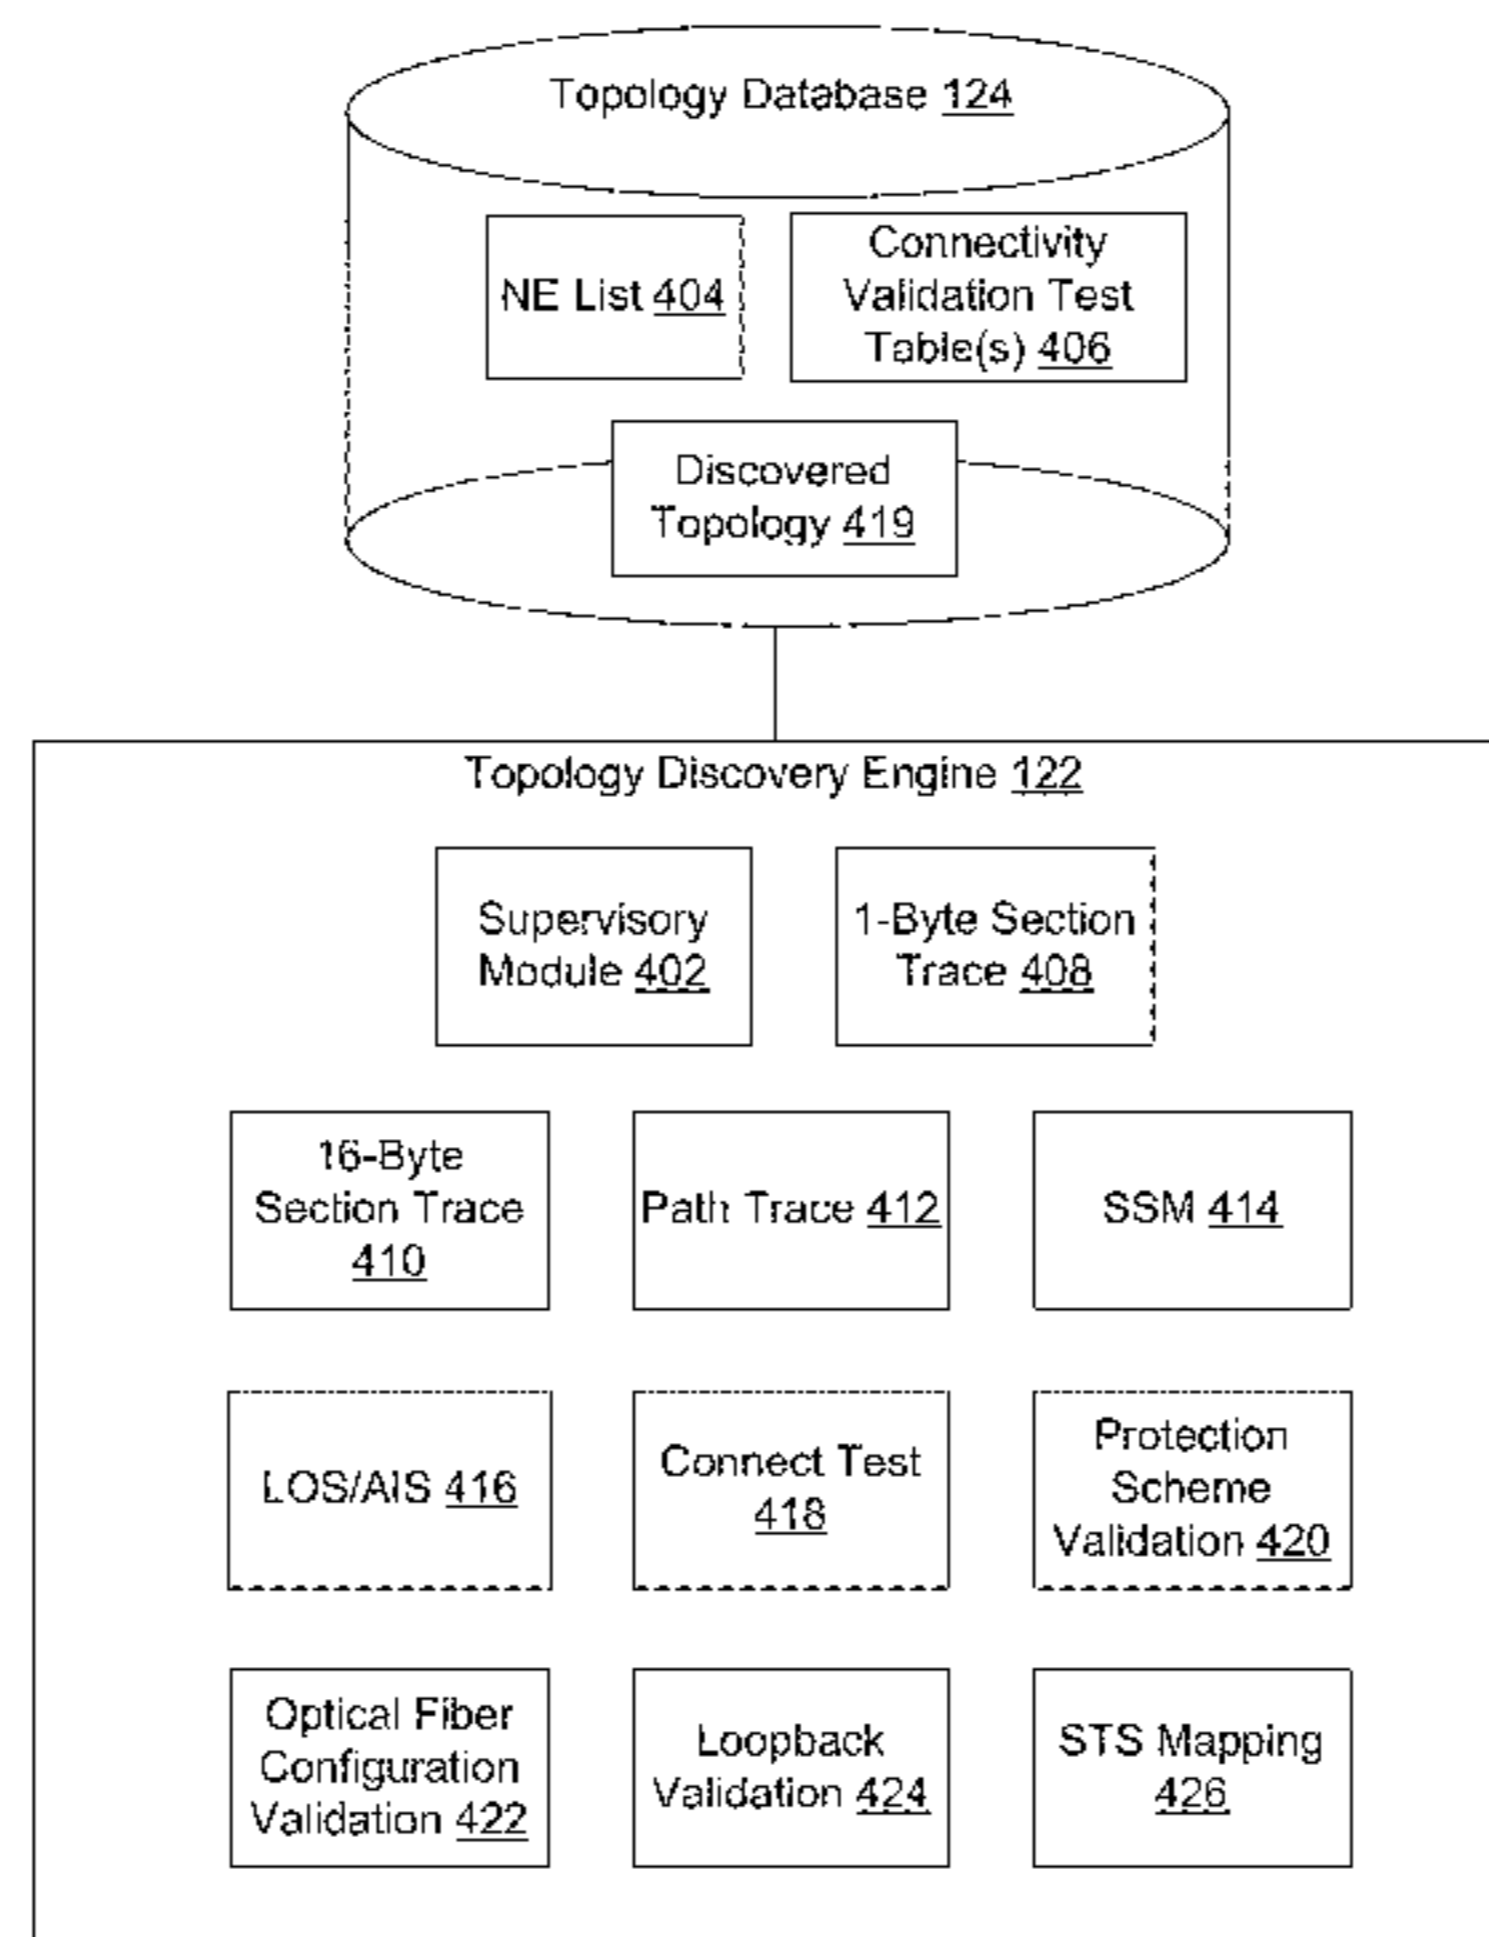 Topology Database 124
NE List 404
Connectivity
Validation Test
Table(s) 406
Discovered
Topology 419
Topology Discovery Engine 122
Supervisory
Module 402
1-Byte Section
Trace 408
16-Byte
Section Trace
410
Path Trace 412
SSM 414
LOS/AIS 416
Connect Test
418
Protection
Scheme
Validation 420
Optical Fiber
Configuration
Validation 422
Loopback
Validation 424
STS Mapping
426